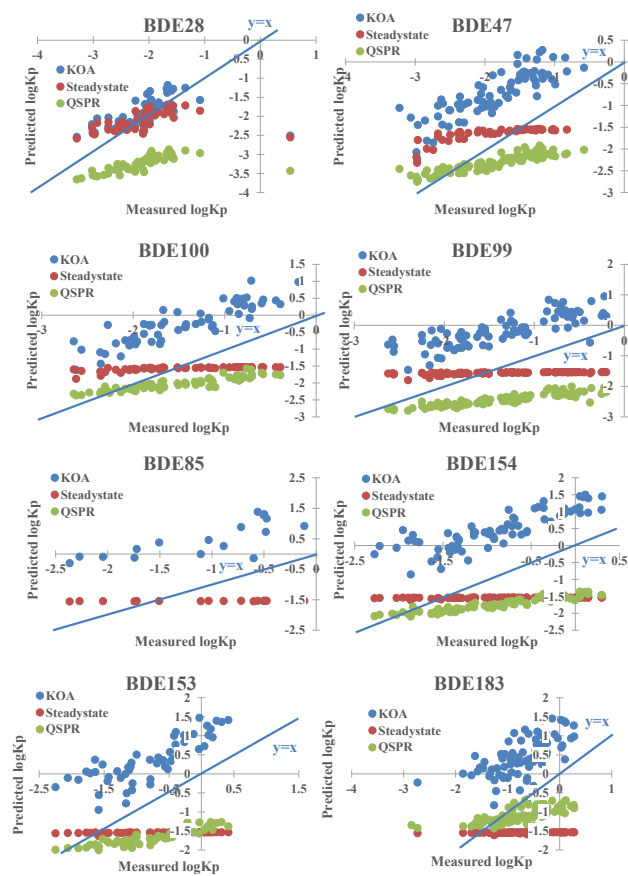 BDE28
y=x
-4 -3 -2 -1 0 1
0
-0.5
-1
-1.5
-2
-2.5
-3
-3.5
-4
KOA
Steadystate
QSPR
Predicted logKp
Measured logKp
BDE47
y=x
-4 -3 -2 -1 0
0.5
0
-0.5
-1
-1.5
-2
-2.5
-3
KOA
Steadystate
QSPR
Predicted logKp
Measured logKp
BDE100
KOA
Steadystate
QSPR
y=x
-3 -2 -1 0
1.5
1
0.5
0
-0.5
-1
-1.5
-2
-2.5
-3
Predicted logKp
Measured logKp
BDE99
KOA
Steadystate
QSPR
y=x
-3 -2 -1 0
2
1
0
-1
-2
-3
Predicted logKp
Measured logKp
BDE85
KOA
Steadystate
QSPR
y=x
-2.5 -2 -1.5 -1 -0.5 0
2.5
1.5
0.5
-0.5
-1.5
-2.5
Predicted logKp
Measured logKp
BDE154
KOA
Steadystate
QSPR
y=x
-2.5 -1.5 -0.5 0.5
2
1.5
1
0.5
0
-0.5
-1
-1.5
-2
-2.5
Predicted logKp
Measured logKp
BDE153
KOA
Steadystate
QSPR
y=x
-2.5 -1.5 -0.5 0.5 1.5
2
1.5
1
0.5
0
-0.5
-1
-1.5
-2
Predicted logKp
Measured logKp
BDE183
KOA
Steadystate
QSPR
y=x
-4 -3 -2 -1 0 1
2
1.5
1
0.5
0
-0.5
-1
-1.5
-2
Predicted logKp
Measured logKp